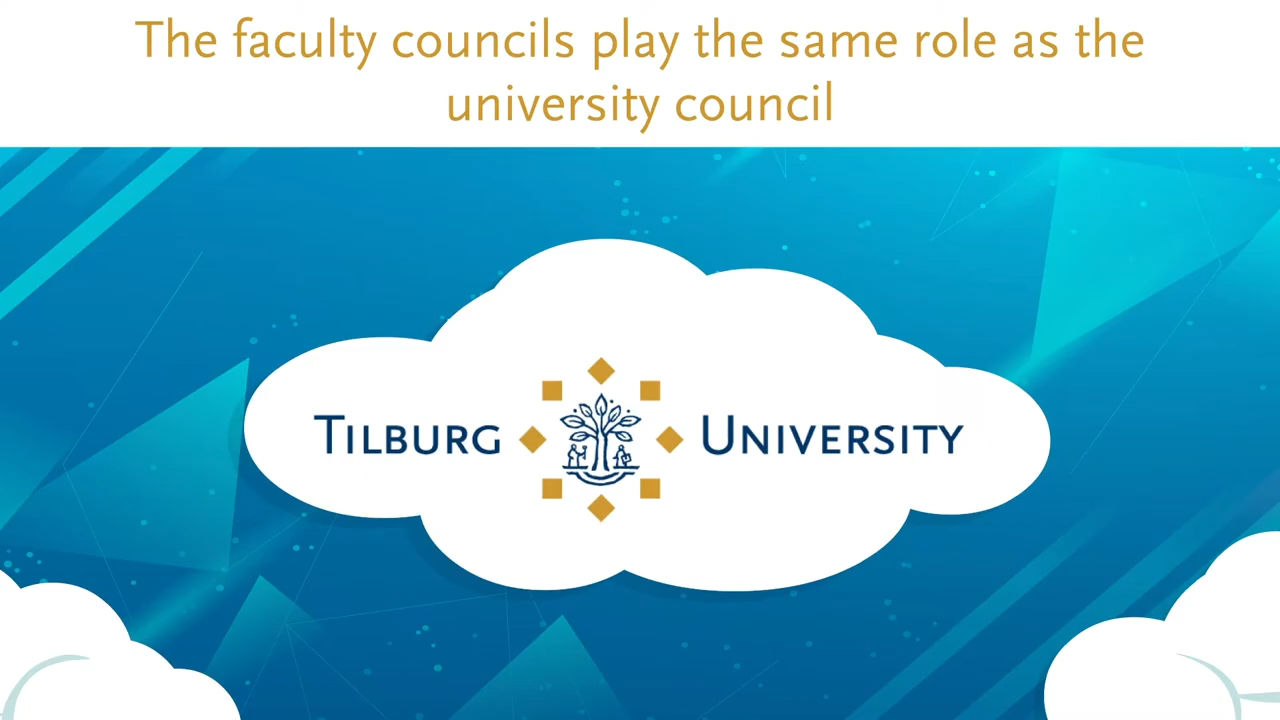 The faculty councils play the same role as the
university council
TILBURG UNIVERSITY